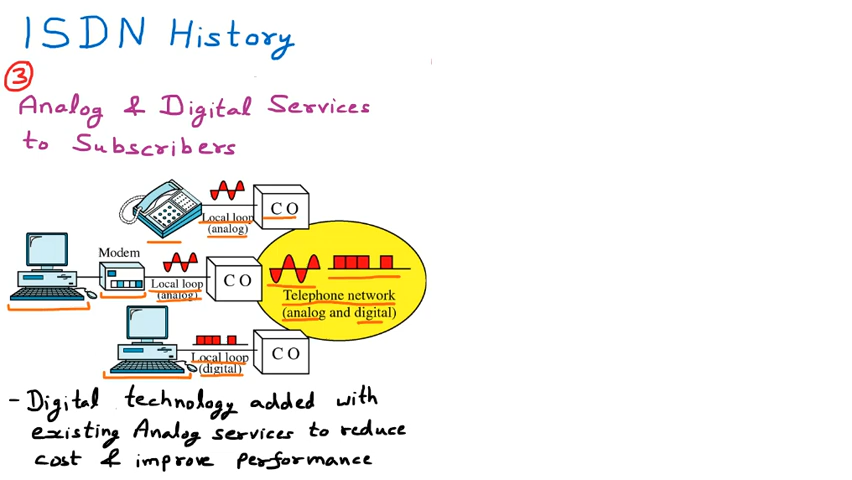 ISDN History
3
Analog & Digital Services
to Subscribers
Local loop
(analog)
CO
Modem
Local loop
(analog)
CO
Telephone network
(analog and digital)
Local loop
(digital)
CO
- Digital technology added with
existing Analog services to reduce
cost & improve performance